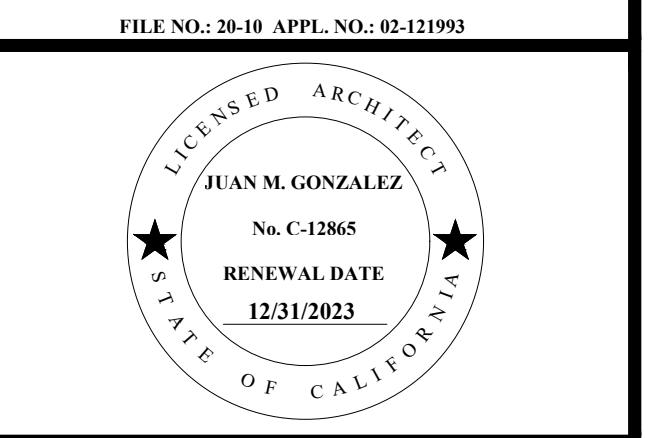 FILE NO.: 20-10 APPL. NO.: 02-121993
LICENSED ARCHITECT
JUAN M. GONZALEZ
No. C-12865
RENEWAL DATE
12/31/2023
STATE OF CALIFORNIA